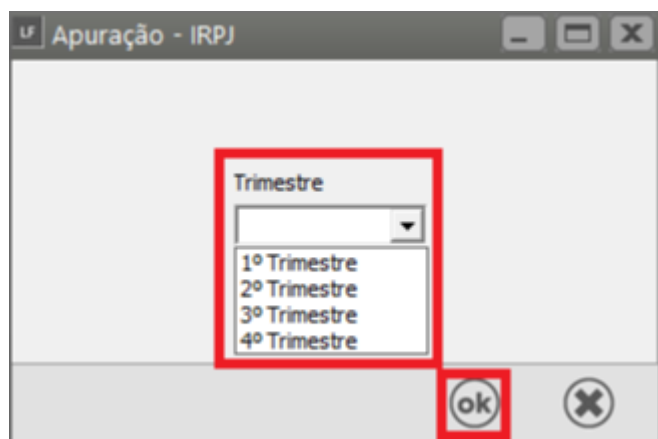 LF Apuração - IRPJ
Trimestre
1º Trimestre
2º Trimestre
3º Trimestre
4º Trimestre
ok